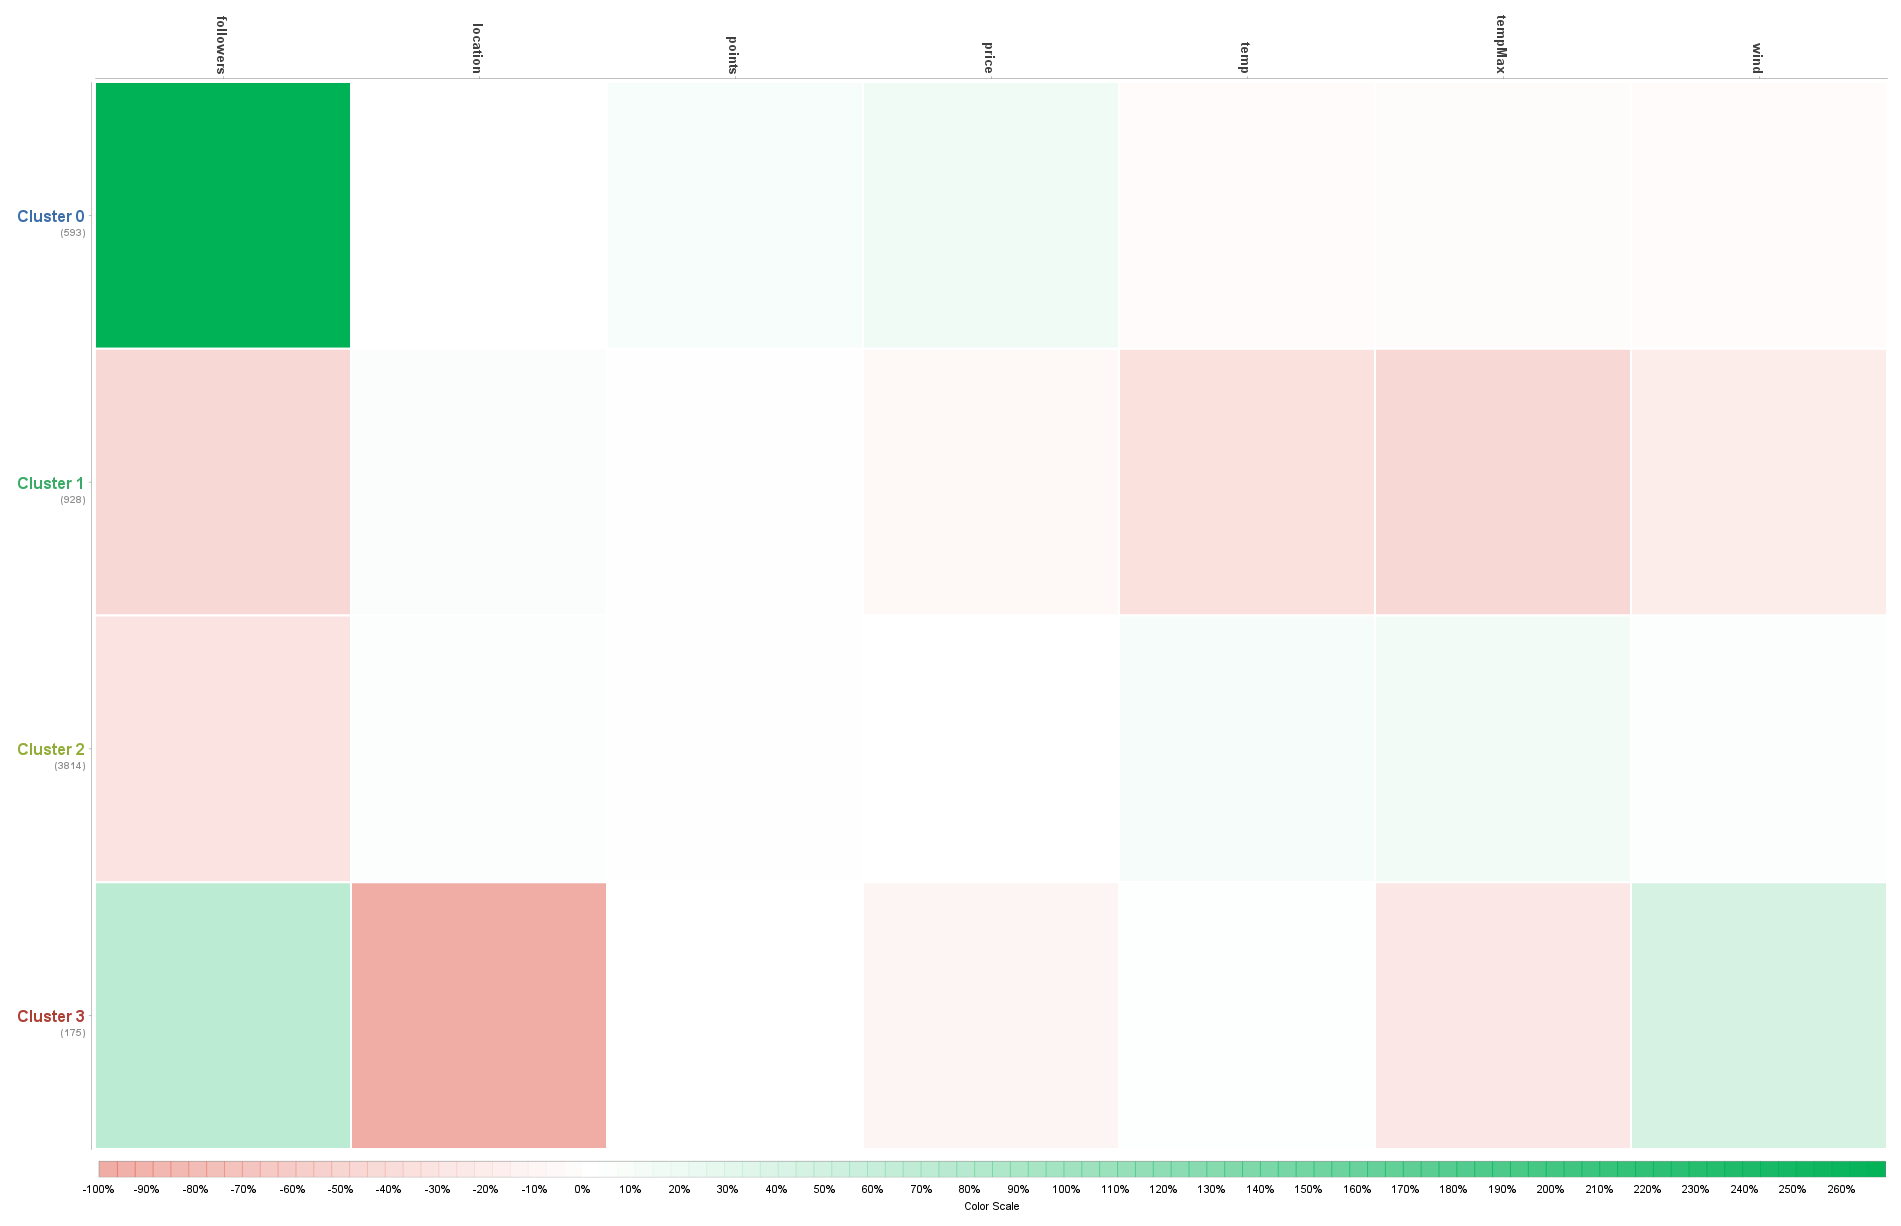 followers
location
points
price
temp
tempMax
wind
Cluster 0
(593)
Cluster 1
(928)
Cluster 2
(3814)
Cluster 3
(175)
-100% -90% -80% -70% -60% -50% -40% -30% -20% -10% 0% 10% 20% 30% 40% 50% 60% 70% 80% 90% 100% 110% 120% 130% 140% 150% 160% 170% 180% 190% 200% 210% 220% 230% 240% 250% 260%
Color Scale